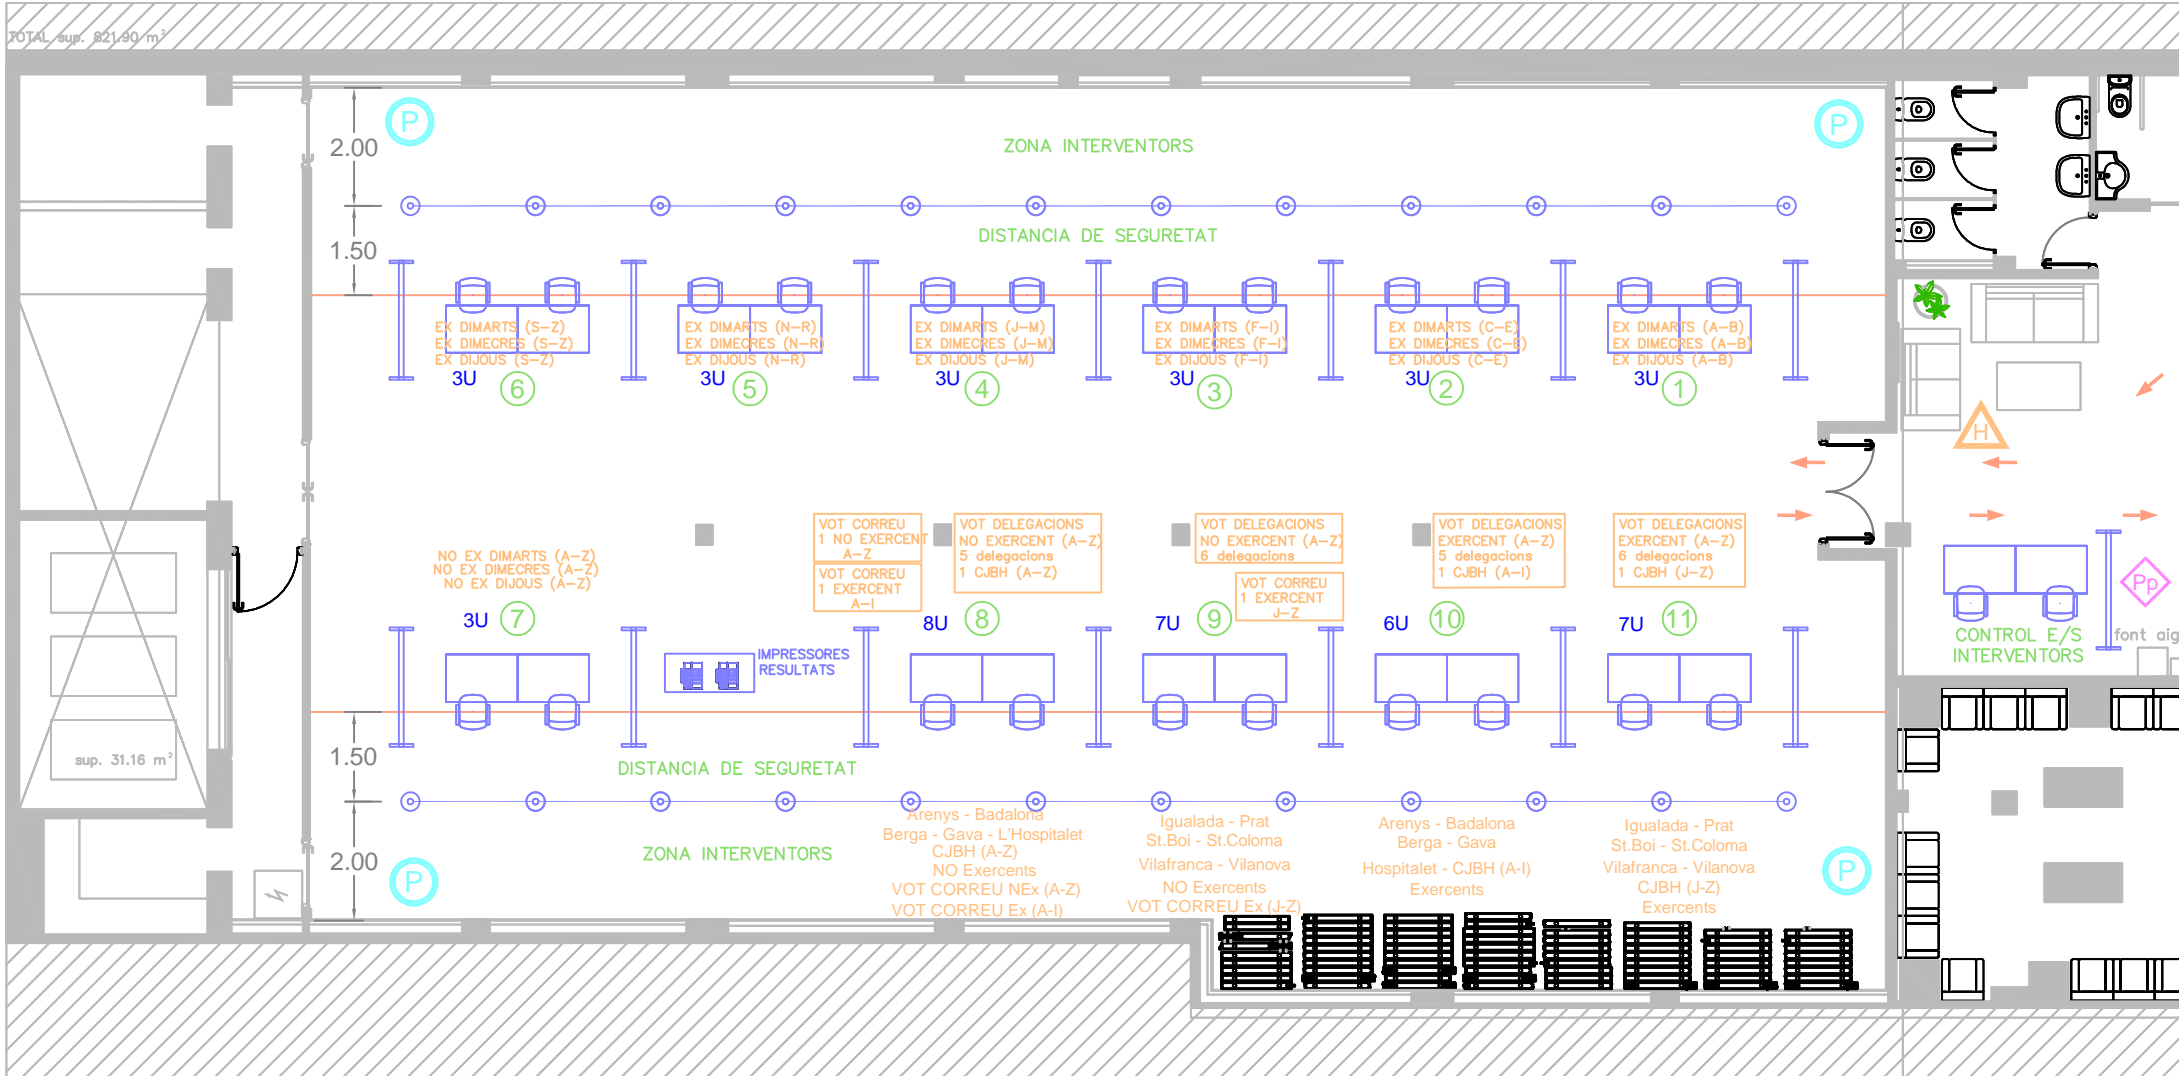 TOTAL sup. 821.90 m²
P
P
2.00
ZONA INTERVENTORS
1.50
DISTANCIA DE SEGURETAT
EX DIMARTS (S-Z)
EX DIMECRES (S-Z)
EX DIJOUS (S-Z)
3U
6
EX DIMARTS (N-R)
EX DIMECRES (N-R)
EX DIJOUS (N-R)
3U
5
EX DIMARTS (J-M)
EX DIMECRES (J-M)
EX DIJOUS (J-M)
3U
4
EX DIMARTS (F-I)
EX DIMECRES (F-I)
EX DIJOUS (F-I)
3U
3
EX DIMARTS (C-E)
EX DIMECRES (C-E)
EX DIJOUS (C-E)
3U
2
EX DIMARTS (A-B)
EX DIMECRES (A-B)
EX DIJOUS (A-B)
3U
1
H
NO EX DIMARTS (A-Z)
NO EX DIMECRES (A-Z)
NO EX DIJOUS (A-Z)
3U
7
IMPRESSORES
RESULTATS
VOT CORREU
1 NO EXERCENT
A-Z
VOT CORREU
1 EXERCENT
A-I
VOT DELEGACIONS
NO EXERCENT (A-Z)
5 delegacions
1 CJBH (A-Z)
8U
8
VOT DELEGACIONS
NO EXERCENT (A-Z)
6 delegacions
VOT CORREU
1 EXERCENT
J-Z
7U
9
VOT DELEGACIONS
EXERCENT (A-Z)
5 delegacions
1 CJBH (A-I)
6U
10
VOT DELEGACIONS
EXERCENT (A-Z)
6 delegacions
1 CJBH (J-Z)
7U
11
Pp
CONTROL E/S
INTERVENTORS
font aig
sup. 31.16 m²
1.50
DISTANCIA DE SEGURETAT
2.00
ZONA INTERVENTORS
P
Arenys - Badalona
Berga - Gava - L'Hospitalet
CJBH (A-Z)
NO Exercents
VOT CORREU NEx (A-Z)
VOT CORREU Ex (A-I)
Igualada - Prat
St.Boi - St.Coloma
Vilafranca - Vilanova
NO Exercents
VOT CORREU Ex (J-Z)
Arenys - Badalona
Berga - Gava
Hospitalet - CJBH (A-I)
Exercents
Igualada - Prat
St.Boi - St.Coloma
Vilafranca - Vilanova
CJBH (J-Z)
Exercents
P